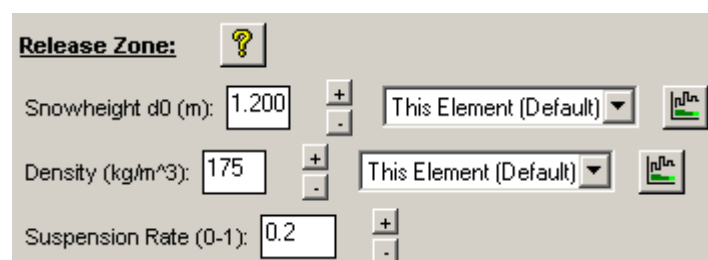 Release Zone: ?
Snowheight d0 (m): 1.200 + - This Element (Default)
Density (kg/m^3): 175 + - This Element (Default)
Suspension Rate (0-1): 0.2 + -